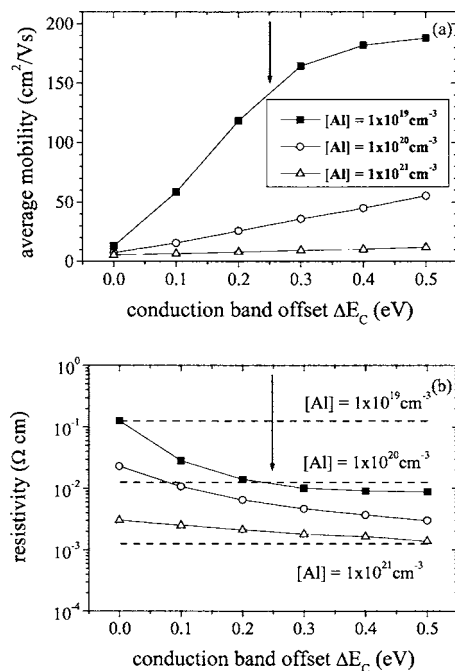 200
150
100
50
0
average mobility (cm²/Vs)
(a)
[Al] = 1x10¹⁹cm⁻³
[Al] = 1x10²⁰cm⁻³
[Al] = 1x10²¹cm⁻³
0.0 0.1 0.2 0.3 0.4 0.5
conduction band offset ΔE_C (eV)
10⁰
10⁻¹
10⁻²
10⁻³
10⁻⁴
resistivity (Ω cm)
(b)
[Al] = 1x10¹⁹cm⁻³
[Al] = 1x10²⁰cm⁻³
[Al] = 1x10²¹cm⁻³
0.0 0.1 0.2 0.3 0.4 0.5
conduction band offset ΔE_C (eV)